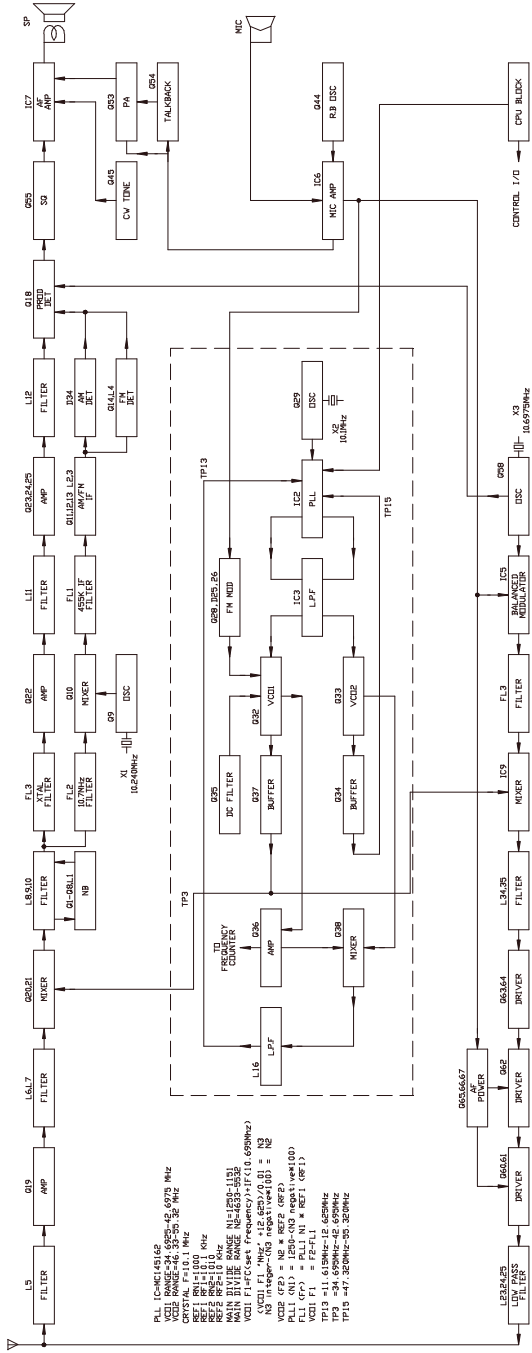 L5
FILTER
Q19
AMP
L6,L7
FILTER
Q20,21
MIXER
L8,9,10
FILTER
FL3
XTAL
FILTER
Q22
AMP
L11
FILTER
Q23,24,25
AMP
L12
FILTER
Q18
PROD
DET
Q55
SQ
IC7
AF
AMP
SP
Q1-Q8,L1
NB
FL2
10.7MHz
FILTER
Q10
MIXER
FL1
455K IF
FILTER
Q11,12,13 L2,3
AM/FM
IF
D34
AM
DET
Q14,L4
FM
DET
Q45
CW TONE
Q53
PA
Q54
TALKBACK
X1
10.240MHz
Q9
OSC
MIC
PLL IC=MC145162
VCO1 RANGE=34.6925-42.6975 MHz
VCO2 RANGE=46.33-55.32 MHz
CRYSTAL F=10.1 MHz
REF1 RN1=1000
REF1 RF1=10.1 KHz
REF2 RN2=1010
REF2 RF2=10 KHz
MAIN DIVIDE RANGE N1=1250-1151
MAIN DIVIDE RANGE N2=4633-5532
VCO1 F1=FC(set frequency)+IF(10.695MHz)
(VCO1 F1 'MHz' +12.625)/0.01 = N3
N3 integer-(N3 negative*100) = N2
VCO2 (F2) = N2 * REF2 (RF2)
PLL1 (N1) = 1250-(N3 negative*100)
FL1 (Fr) = PLL1 N1 * REF1 (RF1)
VCO1 F1 = F2-FL1
TP13 =11.615MHz-12.625MHz
TP3 =34.695MHz-42.695MHz
TP15 =47.320MHz-55.320MHz
TP3
TP13
TO
FREQUENCY
COUNTER
L16
L.P.F
Q36
AMP
Q38
MIXER
Q35
DC FILTER
Q37
BUFFER
Q34
BUFFER
Q28,D25,26
FM MOD
Q32
VCO1
Q33
VCO2
IC3
L.P.F
IC2
PLL
Q29
OSC
X2
10.1MHz
TP15
IC6
MIC AMP
Q44
R.B OSC
Q65,66,67
AF
POWER
CONTROL I/O
CPU BLOCK
L23,24,25
LOW PASS
FILTER
Q60,61
DRIVER
Q62
DRIVER
Q63,64
DRIVER
L34,35
FILTER
IC9
MIXER
FL3
FILTER
IC5
BALANCED
MODULATOR
Q58
OSC
X3
10.6975MHz